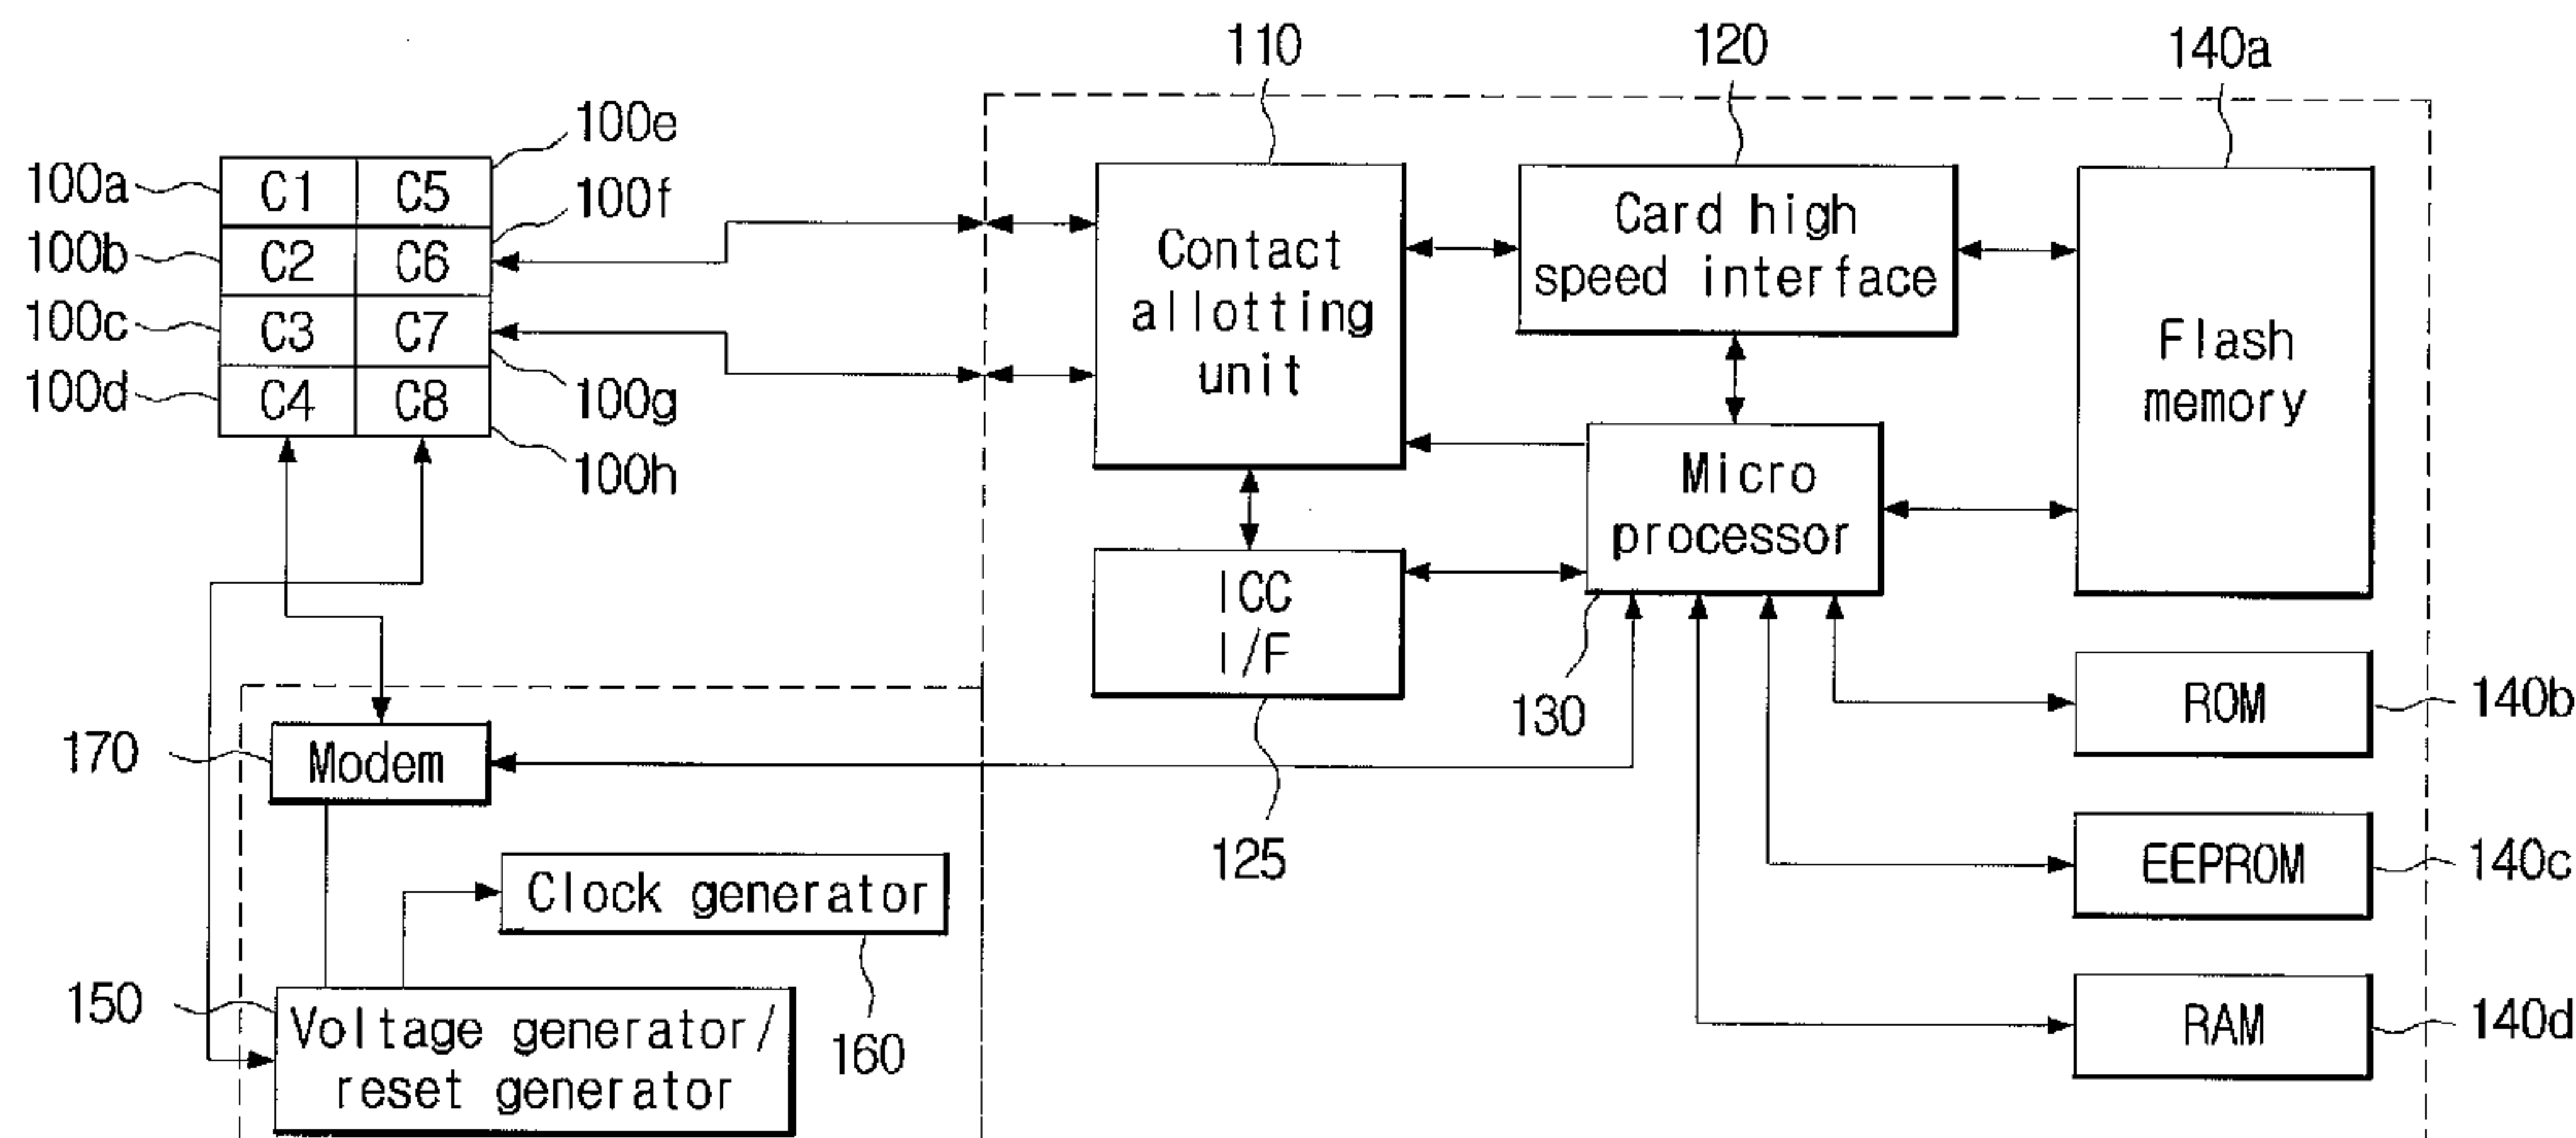 110
120
140a
100e
100a
C1
C5
100f
100b
C2
C6
100c
C3
C7
100d
C4
C8
100g
100h
Contact
allotting
unit
Card high
speed interface
Flash
memory
Micro
processor
ICC
I/F
130
125
ROM
140b
170
Modem
EEPROM
140c
Clock generator
160
150
Voltage generator/
reset generator
RAM
140d